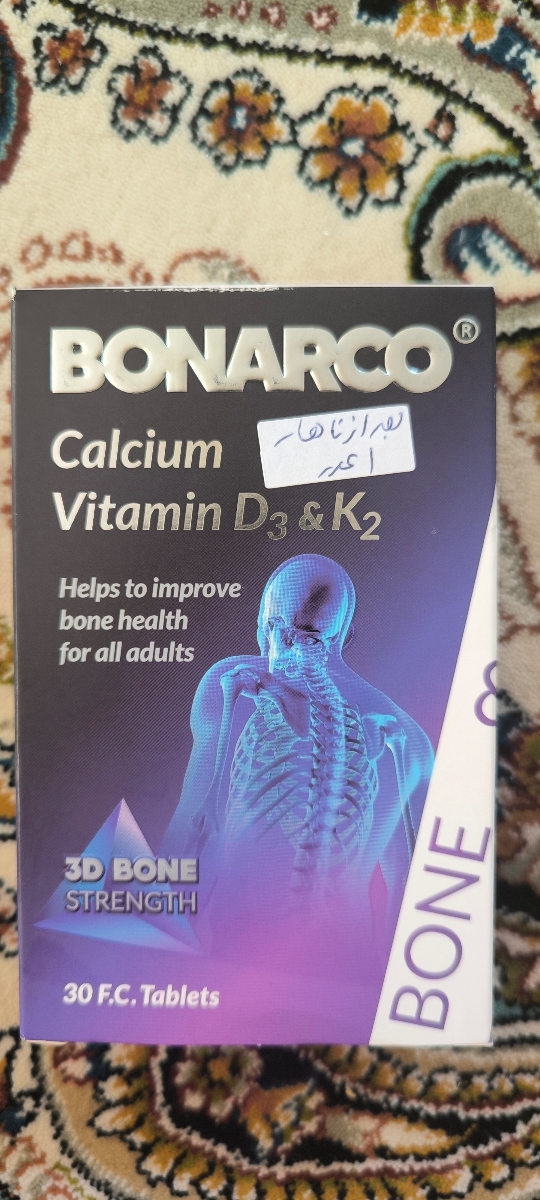 BONARCO®
Calcium
بعد از ناهار
۱ عدد
Vitamin D3 & K2
Helps to improve
bone health
for all adults
3D BONE
STRENGTH
30 F.C. Tablets
BONE